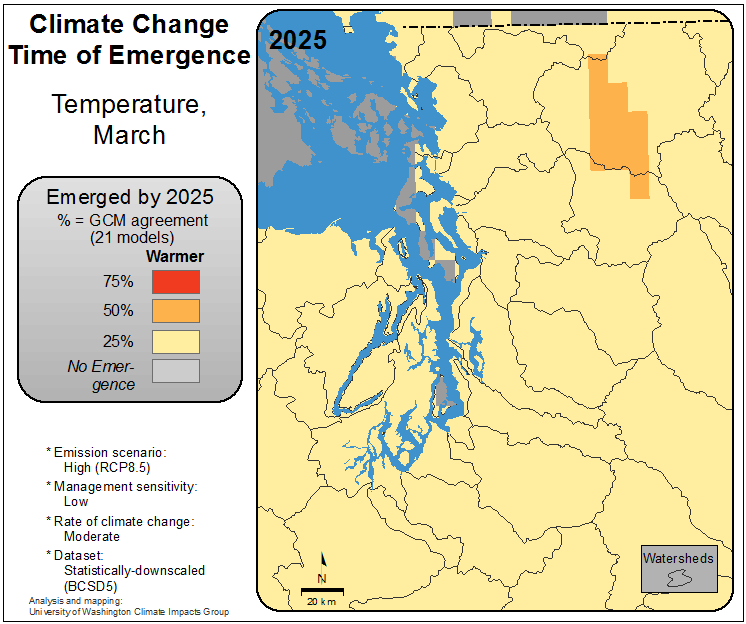 Climate Change
Time of Emergence
Temperature,
March
Emerged by 2025
% = GCM agreement
(21 models)
Warmer
75%
50%
25%
No Emer-
gence
* Emission scenario:
High (RCP8.5)
* Management sensitivity:
Low
* Rate of climate change:
Moderate
* Dataset:
Statistically-downscaled
(BCSD5)
Analysis and mapping:
University of Washington Climate Impacts Group
2025
N
20 km
Watersheds